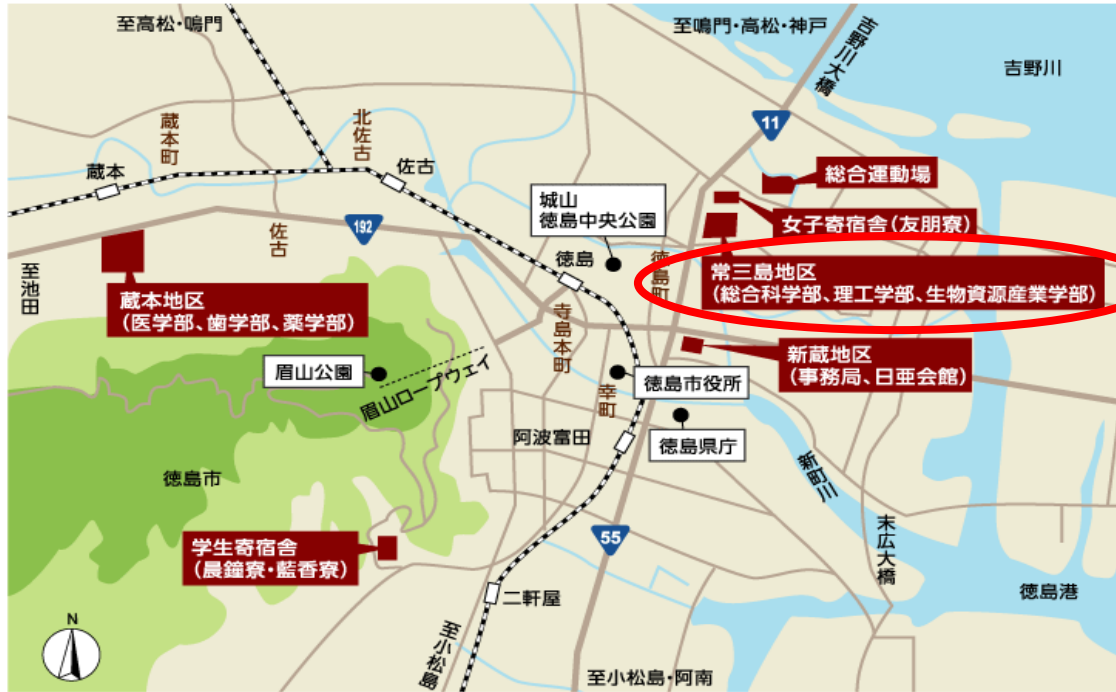 至高松・鳴門
至鳴門・高松・神戸
吉野川大橋
吉野川
11
蔵本町
北佐古
蔵本
佐古
総合運動場
城山
徳島中央公園
女子寄宿舎(友朋寮)
佐古
192
徳島
徳島町
常三島地区
(総合科学部、理工学部、生物資源産業学部)
至池田
蔵本地区
(医学部、歯学部、薬学部)
寺島本町
新蔵地区
(事務局、日亜会館)
眉山公園
眉山ロープウェイ
幸町
徳島市役所
阿波富田
徳島県庁
新町川
徳島市
末広大橋
学生寄宿舎
(晨鐘寮・藍香寮)
55
二軒屋
徳島港
N
至小松島
至小松島・阿南